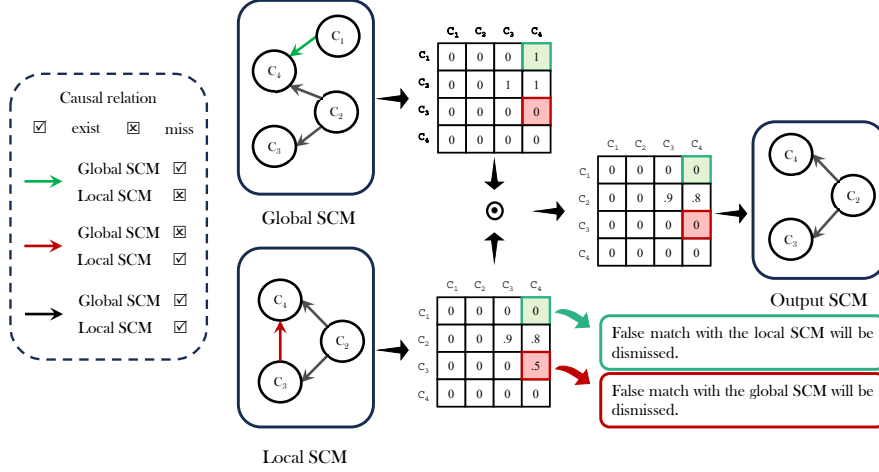 Causal relation
☑ exist ☒ miss
Global SCM ☑
Local SCM ☒
Global SCM ☒
Local SCM ☑
Global SCM ☑
Local SCM ☑
C1
C4
C2
C3
Global SCM
C4
C2
C3
Local SCM
C1 C2 C3 C4
C1 0 0 0 1
C2 0 0 1 1
C3 0 0 0 0
C4 0 0 0 0
C1 C2 C3 C4
C1 0 0 0 0
C2 0 0 .9 .8
C3 0 0 0 .5
C4 0 0 0 0
C1 C2 C3 C4
C1 0 0 0 0
C2 0 0 .9 .8
C3 0 0 0 0
C4 0 0 0 0
C4
C2
C3
Output SCM
False match with the local SCM will be
dismissed.
False match with the global SCM will be
dismissed.